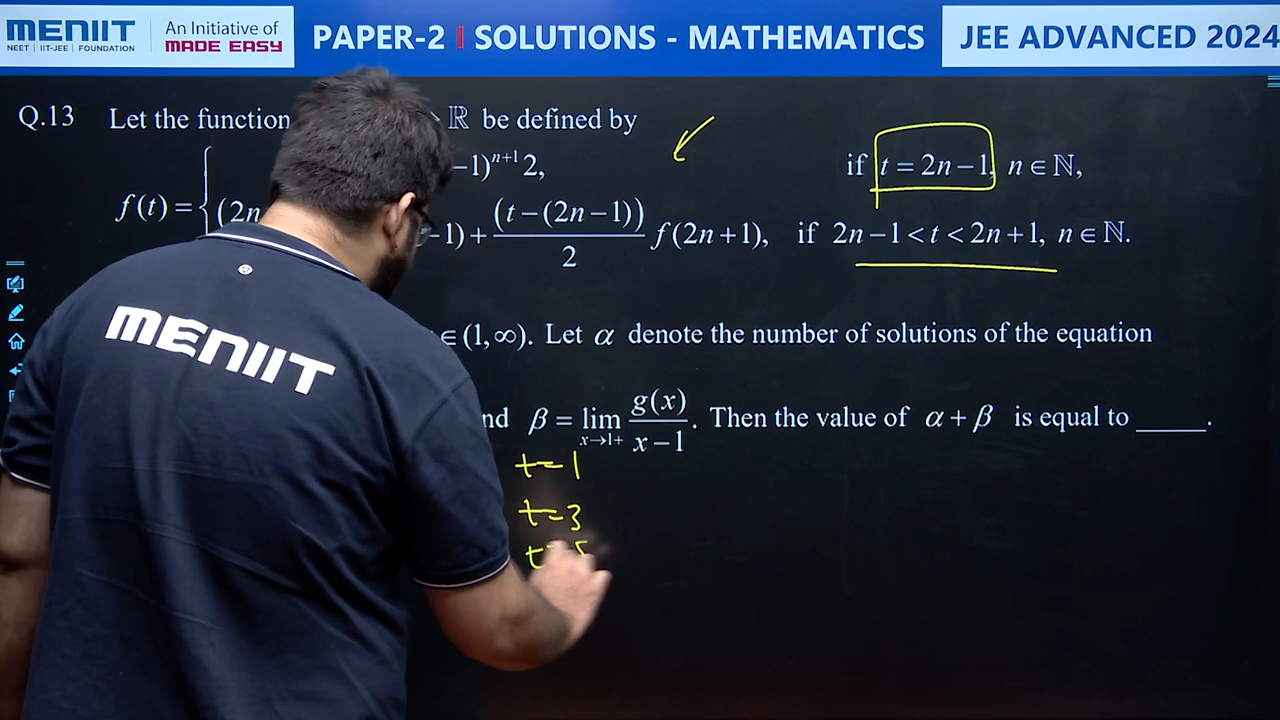 MENIIT
NEET | IIT-JEE | FOUNDATION
An Initiative of
MADE EASY
PAPER-2 | SOLUTIONS - MATHEMATICS
JEE ADVANCED 2024
Q.13 Let the function ℝ be defined by
−1)ⁿ⁺¹ 2, if t = 2n − 1, n ∈ ℕ,
f(t) = { (2n −1) + (t − (2n − 1))/2 f(2n + 1), if 2n − 1 < t < 2n + 1, n ∈ ℕ.
∈ (1, ∞). Let α denote the number of solutions of the equation
β = lim x→1+ g(x)/(x − 1). Then the value of α + β is equal to _____.
t=1
t=3
MENIIT